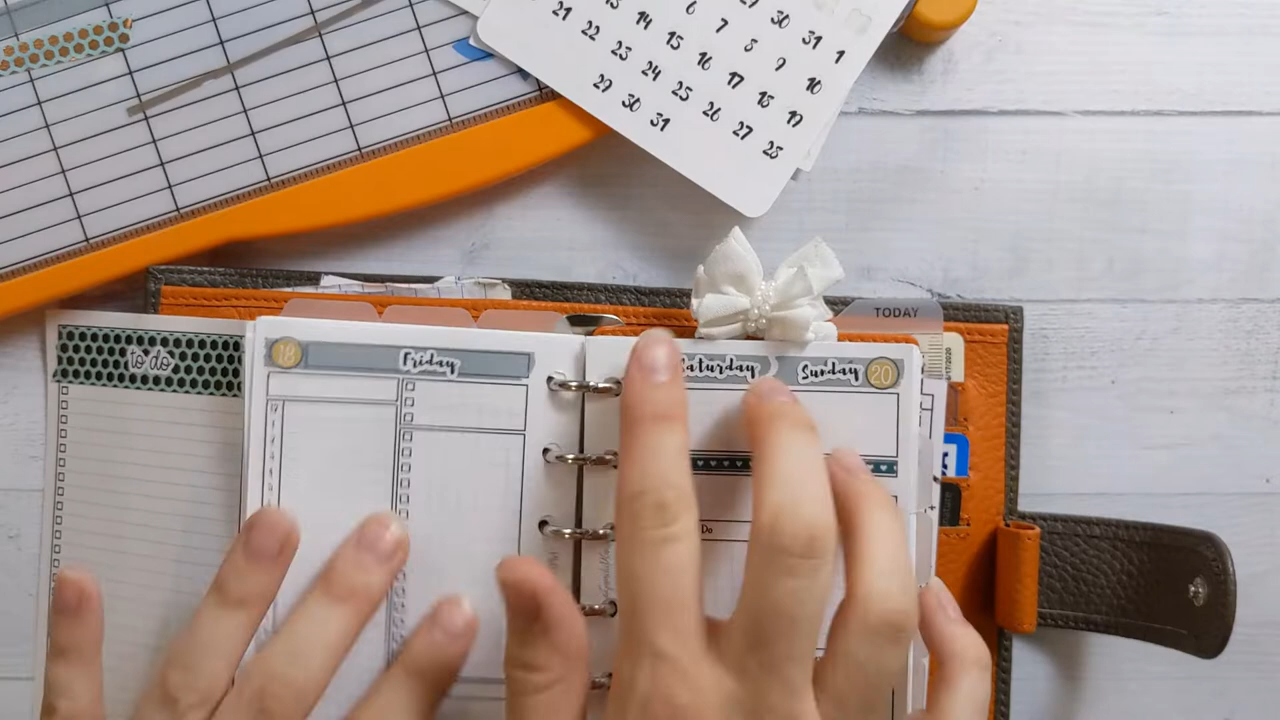 29 30 31 1
6 7 8 9 10
14 15 16 17 18 19
21 22 23 24 25 26 27 28
29 30 31
TODAY
to do
18 Friday
Saturday Sunday 20
Do